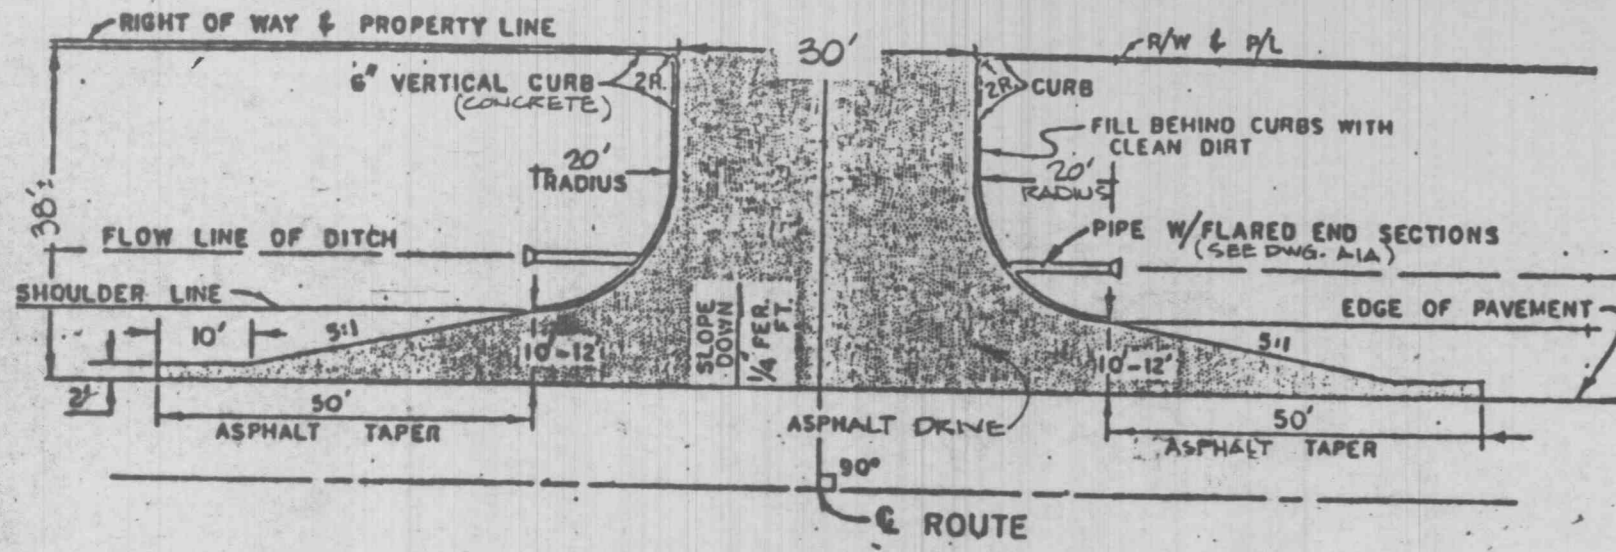 RIGHT OF WAY & PROPERTY LINE
30'
R/W & P/L
6" VERTICAL CURB
(CONCRETE)
2R.
2R.
CURB
FILL BEHIND CURBS WITH
CLEAN DIRT
20'
RADIUS
20'
RADIUS
38'±
FLOW LINE OF DITCH
PIPE W/FLARED END SECTIONS
(SEE DWG. A1A)
SHOULDER LINE
EDGE OF PAVEMENT
10'
5:1
10'-12'
SLOPE
DOWN
1/4" PER.
FT.
10'-12'
5:1
2'
50'
ASPHALT TAPER
ASPHALT DRIVE
50'
ASPHALT TAPER
90°
℄ ROUTE